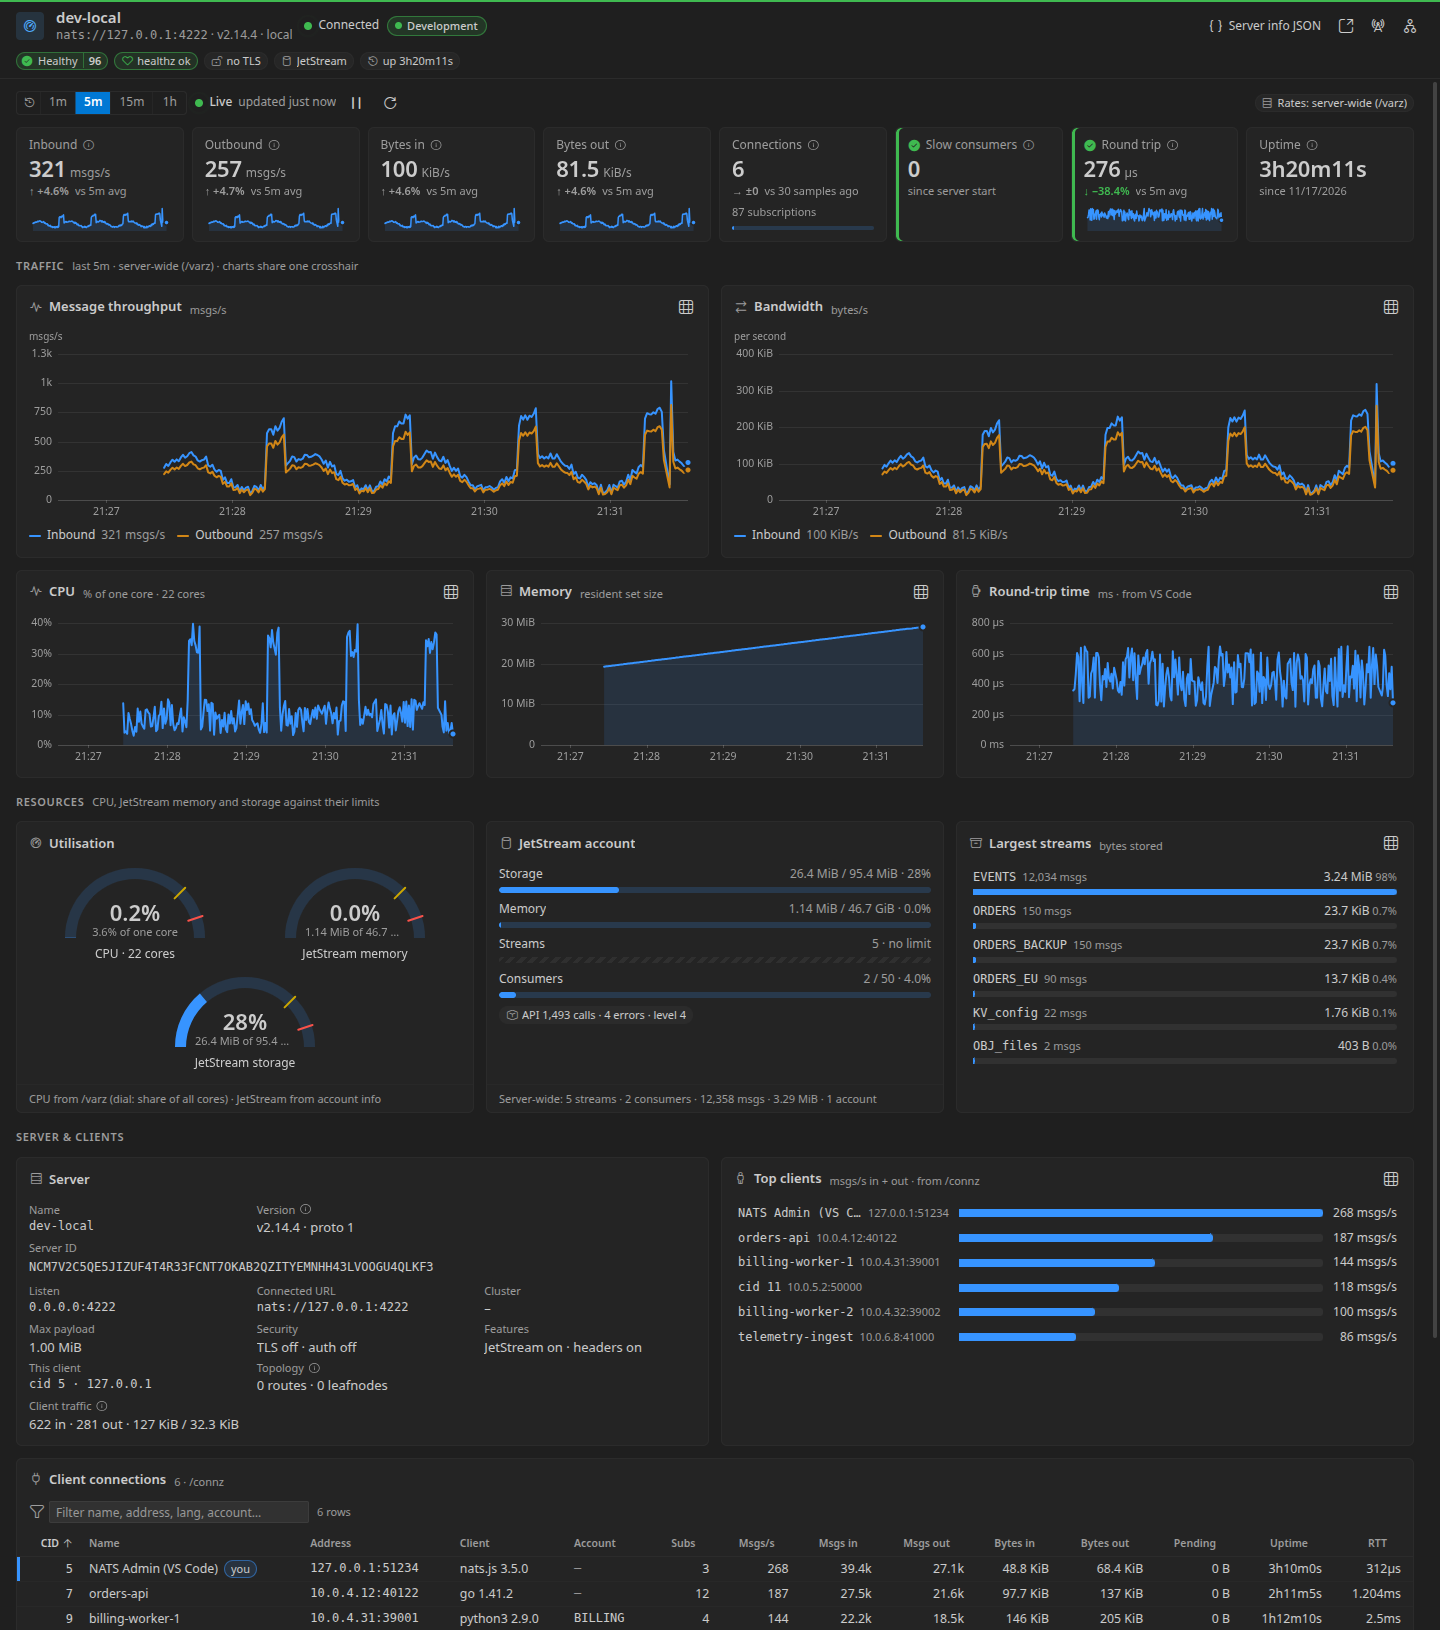 dev-local
nats://127.0.0.1:4222 · v2.14.4 · local
Connected
Development
{ } Server info JSON
Healthy 96
healthz ok
no TLS
JetStream
up 3h20m11s
1m 5m 15m 1h
Live updated just now
Rates: server-wide (/varz)
Inbound
321 msgs/s
↑ +4.6% vs 5m avg
Outbound
257 msgs/s
↑ +4.7% vs 5m avg
Bytes in
100 KiB/s
↑ +4.6% vs 5m avg
Bytes out
81.5 KiB/s
↑ +4.6% vs 5m avg
Connections
6
→ ±0 vs 30 samples ago
87 subscriptions
Slow consumers
0
since server start
Round trip
276 µs
↓ −38.4% vs 5m avg
Uptime
3h20m11s
since 11/17/2026
TRAFFIC last 5m · server-wide (/varz) · charts share one crosshair
Message throughput msgs/s
msgs/s
1.3k
1k
750
500
250
0
21:27 21:28 21:29 21:30 21:31
Inbound 321 msgs/s Outbound 257 msgs/s
Bandwidth bytes/s
per second
400 KiB
300 KiB
200 KiB
100 KiB
0
21:27 21:28 21:29 21:30 21:31
Inbound 100 KiB/s Outbound 81.5 KiB/s
CPU % of one core · 22 cores
40%
30%
20%
10%
0%
21:27 21:28 21:29 21:30 21:31
Memory resident set size
30 MiB
20 MiB
10 MiB
0
21:27 21:28 21:29 21:30 21:31
Round-trip time ms · from VS Code
800 µs
600 µs
400 µs
200 µs
0 ms
21:27 21:28 21:29 21:30 21:31
RESOURCES CPU, JetStream memory and storage against their limits
Utilisation
0.2%
3.6% of one core
CPU · 22 cores
0.0%
1.14 MiB of 46.7 ...
JetStream memory
28%
26.4 MiB of 95.4 ...
JetStream storage
CPU from /varz (dial: share of all cores) · JetStream from account info
JetStream account
Storage 26.4 MiB / 95.4 MiB · 28%
Memory 1.14 MiB / 46.7 GiB · 0.0%
Streams 5 · no limit
Consumers 2 / 50 · 4.0%
API 1,493 calls · 4 errors · level 4
Server-wide: 5 streams · 2 consumers · 12,358 msgs · 3.29 MiB · 1 account
Largest streams bytes stored
EVENTS 12,034 msgs 3.24 MiB 98%
ORDERS 150 msgs 23.7 KiB 0.7%
ORDERS_BACKUP 150 msgs 23.7 KiB 0.7%
ORDERS_EU 90 msgs 13.7 KiB 0.4%
KV_config 22 msgs 1.76 KiB 0.1%
OBJ_files 2 msgs 403 B 0.0%
SERVER & CLIENTS
Server
Name
dev-local
Version
v2.14.4 · proto 1
Server ID
NCM7V2C5QE5JIZUF4T4R33FCNT7OKAB2QZITYEMNHH43LVOOGU4QLKF3
Listen
0.0.0.0:4222
Connected URL
nats://127.0.0.1:4222
Cluster
–
Max payload
1.00 MiB
Security
TLS off · auth off
Features
JetStream on · headers on
This client
cid 5 · 127.0.0.1
Topology
0 routes · 0 leafnodes
Client traffic
622 in · 281 out · 127 KiB / 32.3 KiB
Top clients msgs/s in + out · from /connz
NATS Admin (VS C… 127.0.0.1:51234 268 msgs/s
orders-api 10.0.4.12:40122 187 msgs/s
billing-worker-1 10.0.4.31:39001 144 msgs/s
cid 11 10.0.5.2:50000 118 msgs/s
billing-worker-2 10.0.4.32:39002 100 msgs/s
telemetry-ingest 10.0.6.8:41000 86 msgs/s
Client connections 6 · /connz
Filter name, address, lang, account... 6 rows
CID ↑ Name Address Client Account Subs Msgs/s Msgs in Msgs out Bytes in Bytes out Pending Uptime RTT
5 NATS Admin (VS Code) you 127.0.0.1:51234 nats.js 3.5.0 – 3 268 39.4k 27.1k 48.8 KiB 68.4 KiB 0 B 3h10m0s 312µs
7 orders-api 10.0.4.12:40122 go 1.41.2 – 12 187 27.5k 21.6k 97.7 KiB 137 KiB 0 B 2h11m5s 1.204ms
9 billing-worker-1 10.0.4.31:39001 python3 2.9.0 BILLING 4 144 22.2k 18.5k 146 KiB 205 KiB 0 B 1h12m10s 2.5ms